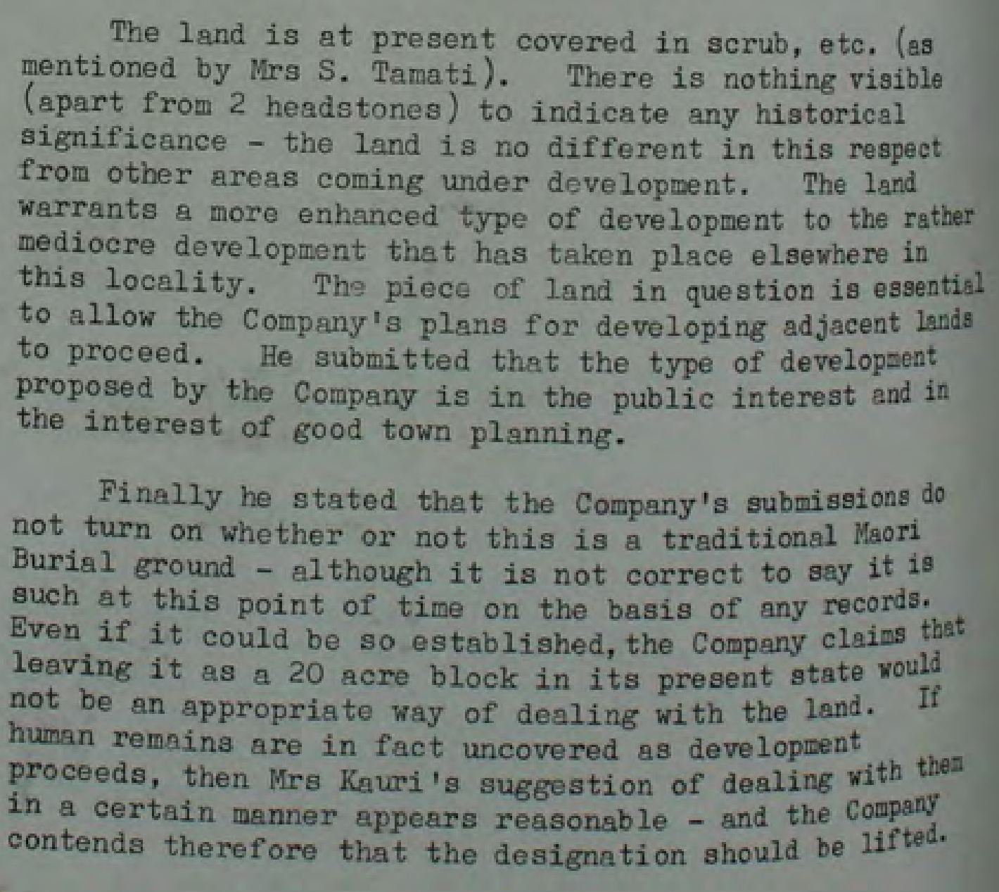 The land is at present covered in scrub, etc. (as
mentioned by Mrs S. Tamati). There is nothing visible
(apart from 2 headstones) to indicate any historical
significance - the land is no different in this respect
from other areas coming under development. The land
warrants a more enhanced type of development to the rather
mediocre development that has taken place elsewhere in
this locality. The piece of land in question is essential
to allow the Company's plans for developing adjacent lands
to proceed. He submitted that the type of development
proposed by the Company is in the public interest and in
the interest of good town planning.
Finally he stated that the Company's submissions do
not turn on whether or not this is a traditional Maori
Burial ground - although it is not correct to say it is
such at this point of time on the basis of any records.
Even if it could be so established, the Company claims that
leaving it as a 20 acre block in its present state would
not be an appropriate way of dealing with the land. If
human remains are in fact uncovered as development
proceeds, then Mrs Kauri's suggestion of dealing with them
in a certain manner appears reasonable - and the Company
contends therefore that the designation should be lifted.